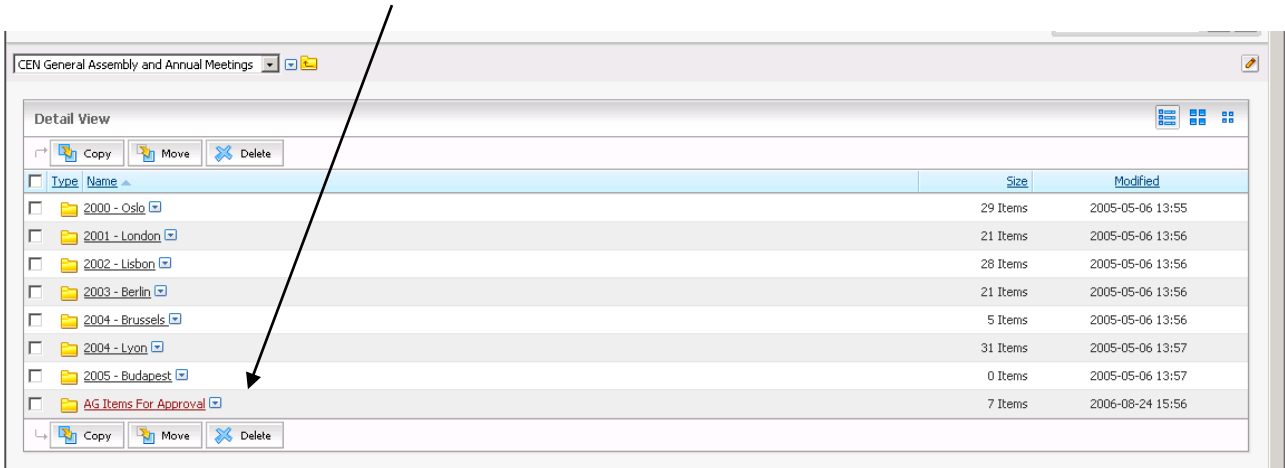 CEN General Assembly and Annual Meetings
Detail View
Copy Move Delete
Type Name Size Modified
2000 - Oslo 29 Items 2005-05-06 13:55
2001 - London 21 Items 2005-05-06 13:56
2002 - Lisbon 28 Items 2005-05-06 13:56
2003 - Berlin 21 Items 2005-05-06 13:56
2004 - Brussels 5 Items 2005-05-06 13:56
2004 - Lyon 31 Items 2005-05-06 13:57
2005 - Budapest 0 Items 2005-05-06 13:57
AG Items For Approval 7 Items 2006-08-24 15:56
Copy Move Delete